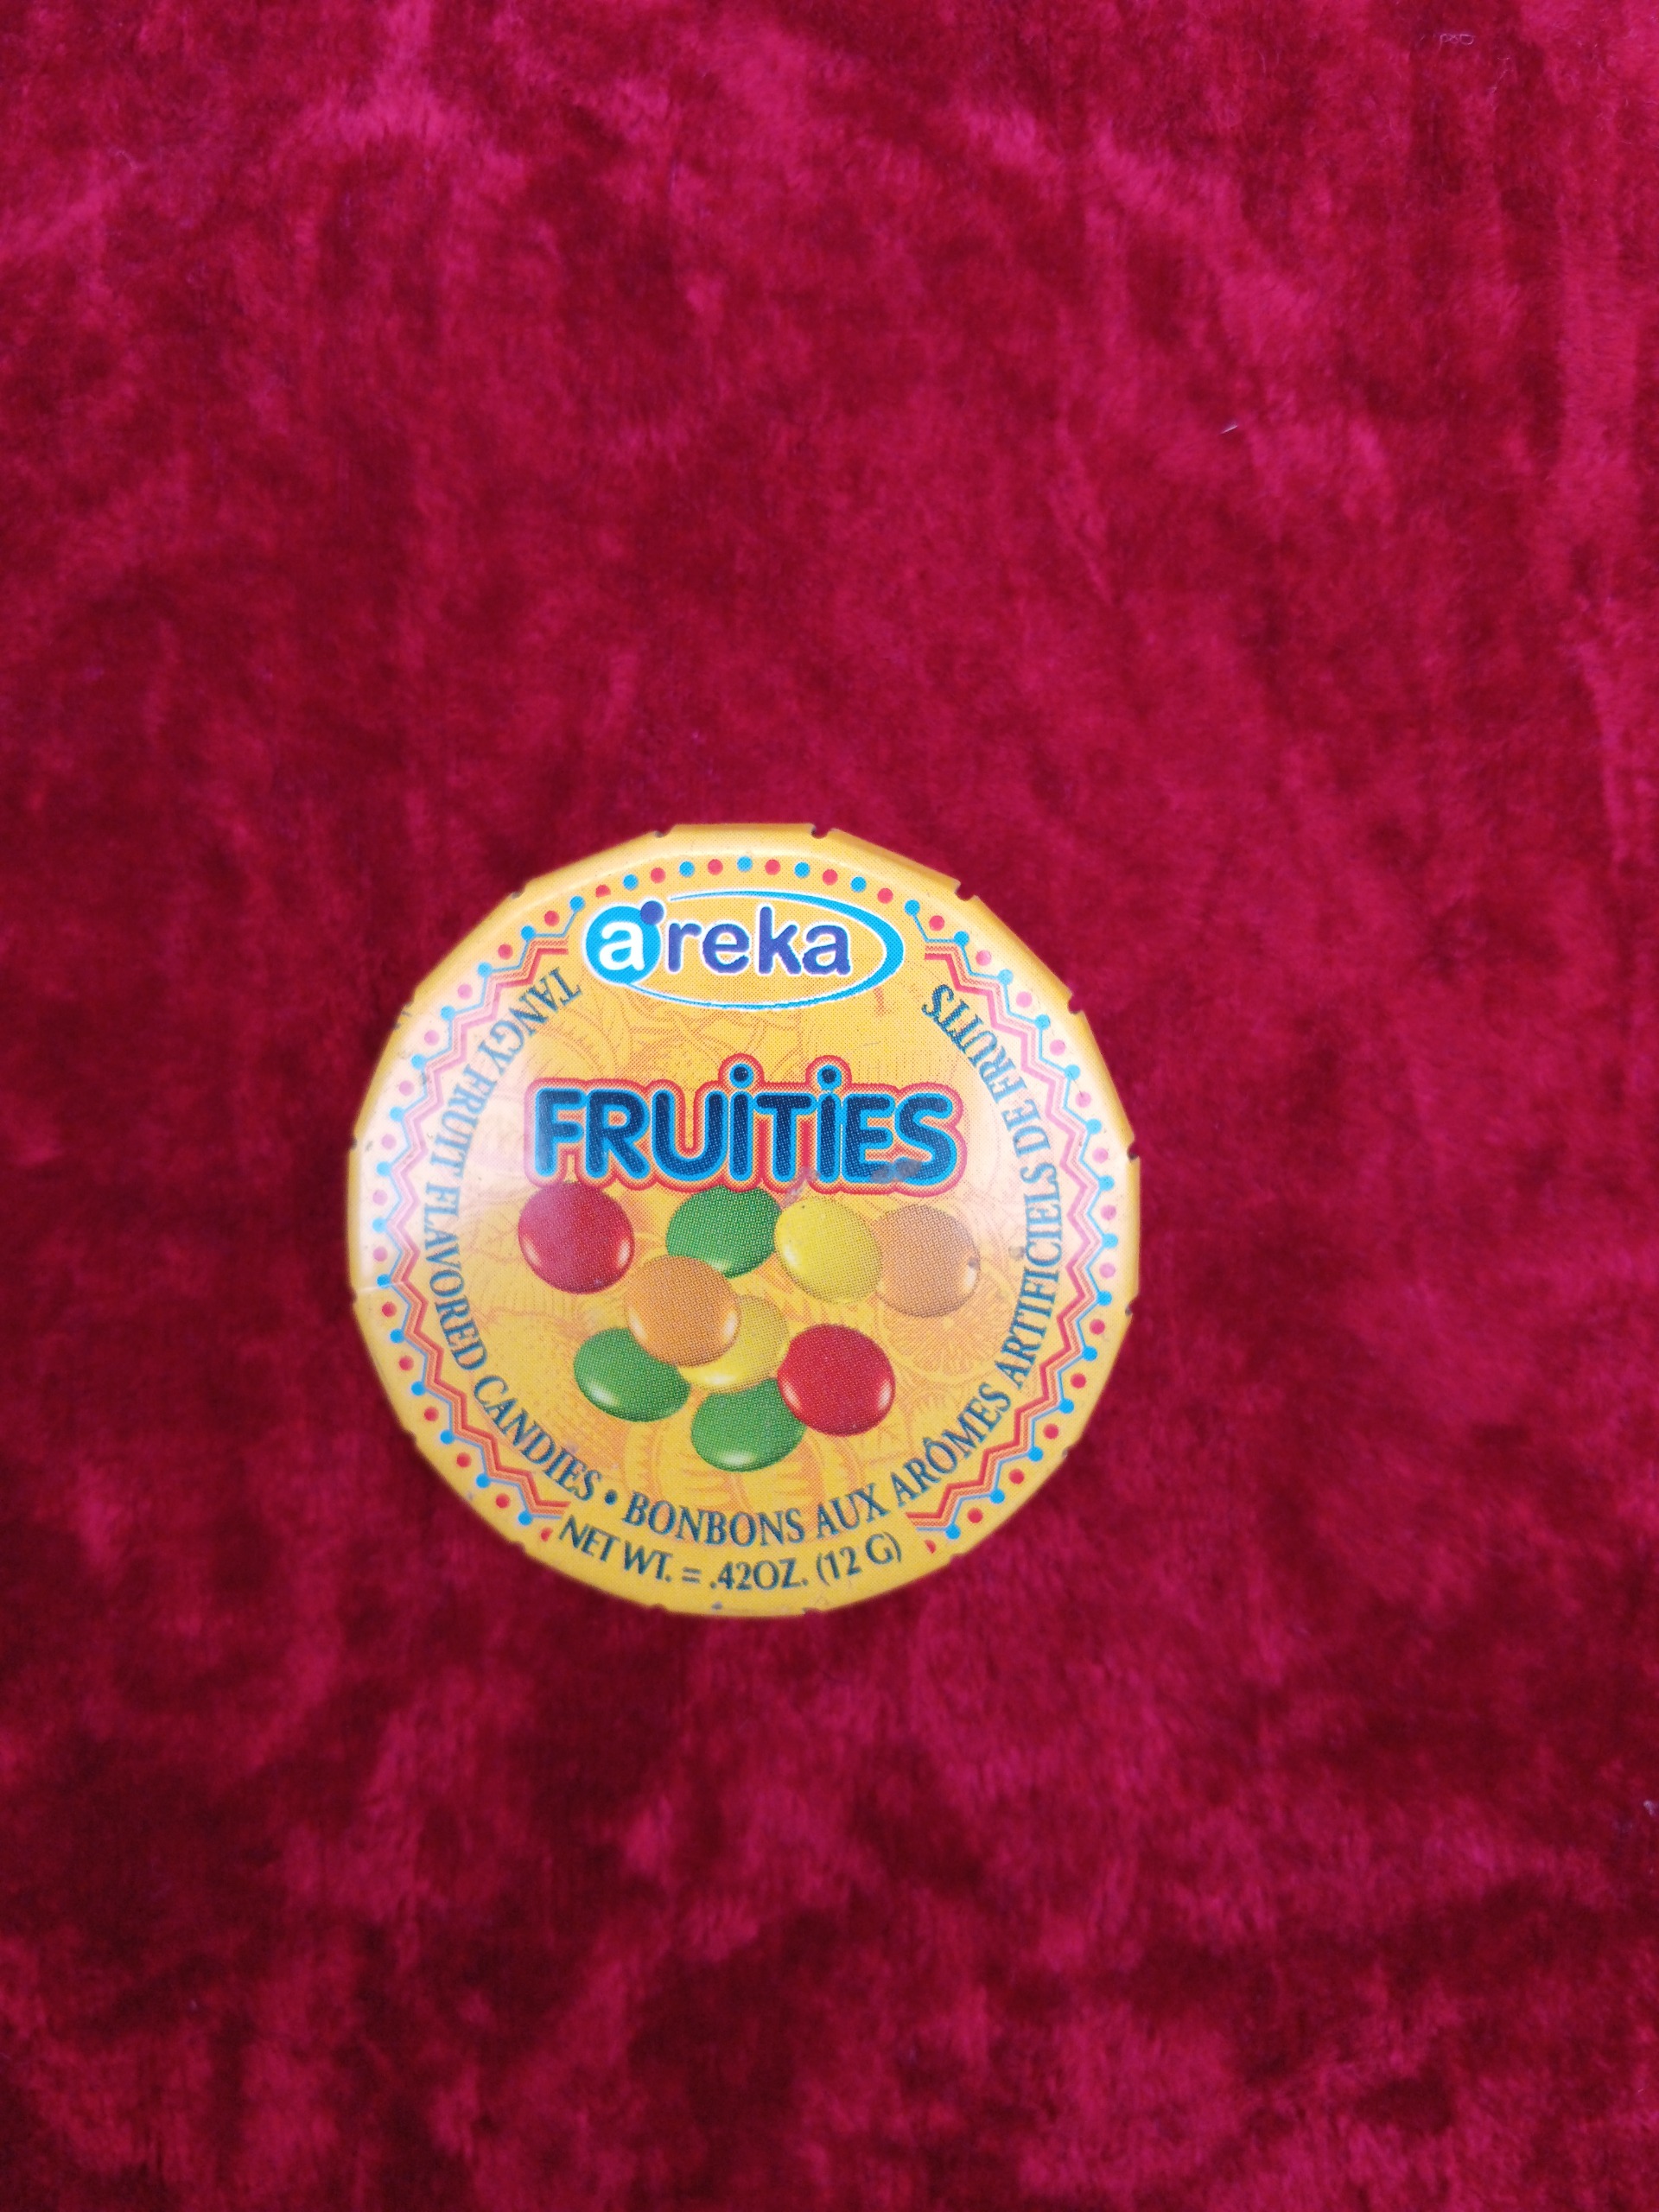 areka
FRUiTiES
TANGY FRUIT FLAVORED CANDIES • BONBONS AUX ARÔMES ARTIFICIELS DE FRUITS
NET WT. = .42OZ. (12 G)